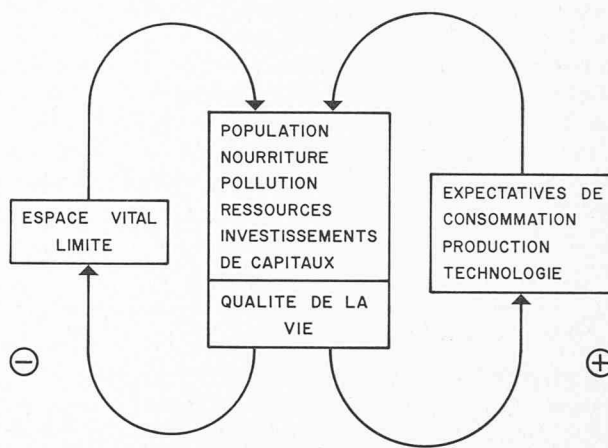 POPULATION
NOURRITURE
POLLUTION
RESSOURCES
INVESTISSEMENTS
DE CAPITAUX
QUALITE DE LA
VIE
ESPACE VITAL
LIMITE
EXPECTATIVES DE
CONSOMMATION
PRODUCTION
TECHNOLOGIE
−
+